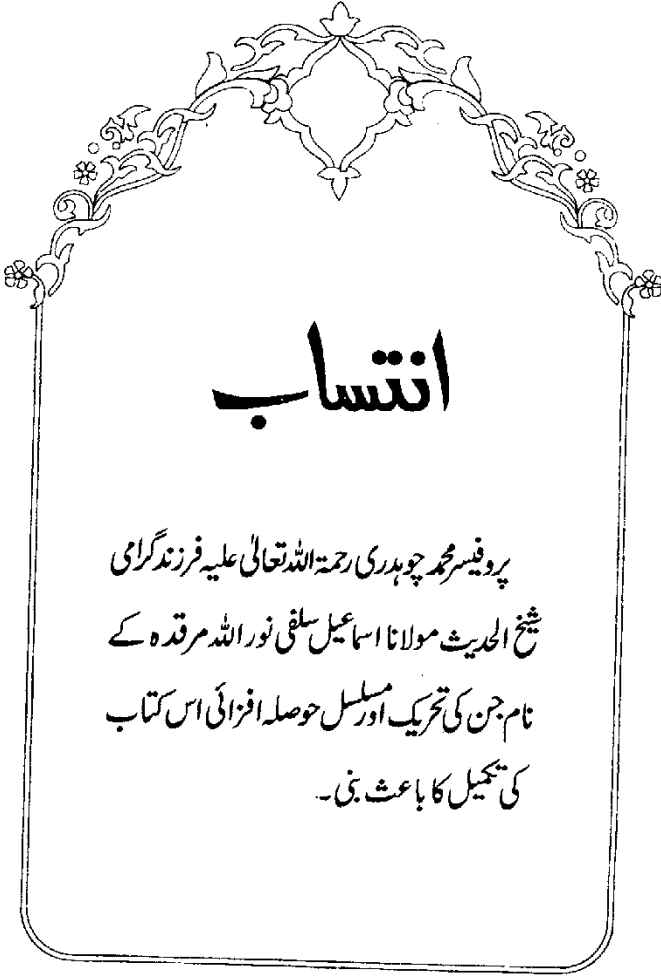 انتساب
پروفیسر محمد چوہدری رحمۃ اللہ تعالیٰ علیہ فرزند گرامی
شیخ الحدیث مولانا اسماعیل سلفی نور اللہ مرقدہ کے
نام جن کی تحریک اور مسلسل حوصلہ افزائی اس کتاب
کی تکمیل کا باعث بنی۔